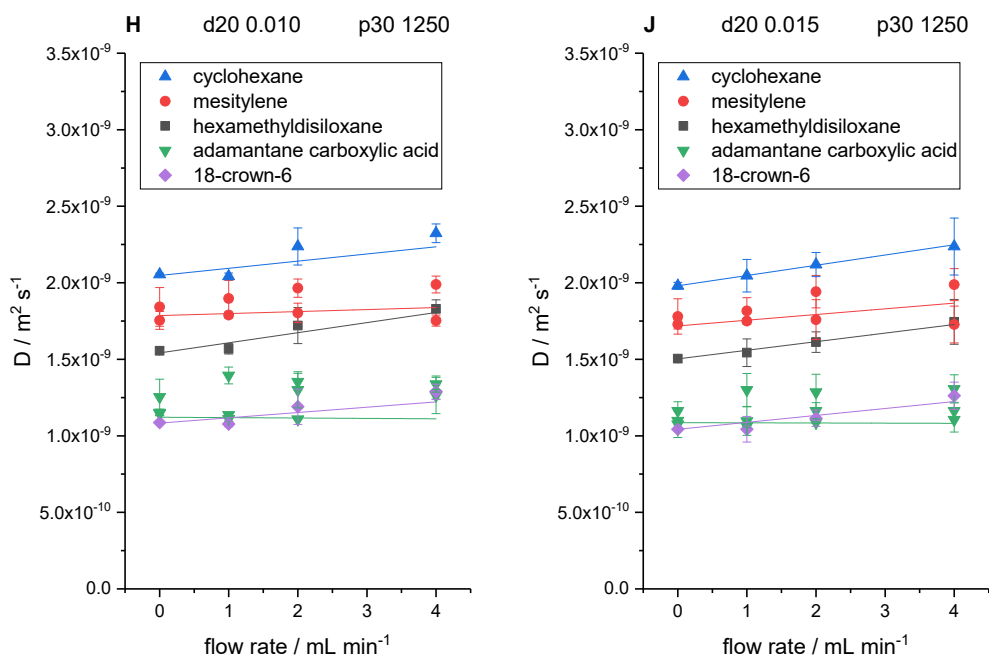 H d20 0.010 p30 1250
3.5x10⁻⁹
3.0x10⁻⁹
2.5x10⁻⁹
2.0x10⁻⁹
1.5x10⁻⁹
1.0x10⁻⁹
5.0x10⁻¹⁰
0.0
D / m² s⁻¹
cyclohexane
mesitylene
hexamethyldisiloxane
adamantane carboxylic acid
18-crown-6
0 1 2 3 4
flow rate / mL min⁻¹
J d20 0.015 p30 1250
3.5x10⁻⁹
3.0x10⁻⁹
2.5x10⁻⁹
2.0x10⁻⁹
1.5x10⁻⁹
1.0x10⁻⁹
5.0x10⁻¹⁰
0.0
D / m² s⁻¹
cyclohexane
mesitylene
hexamethyldisiloxane
adamantane carboxylic acid
18-crown-6
0 1 2 3 4
flow rate / mL min⁻¹